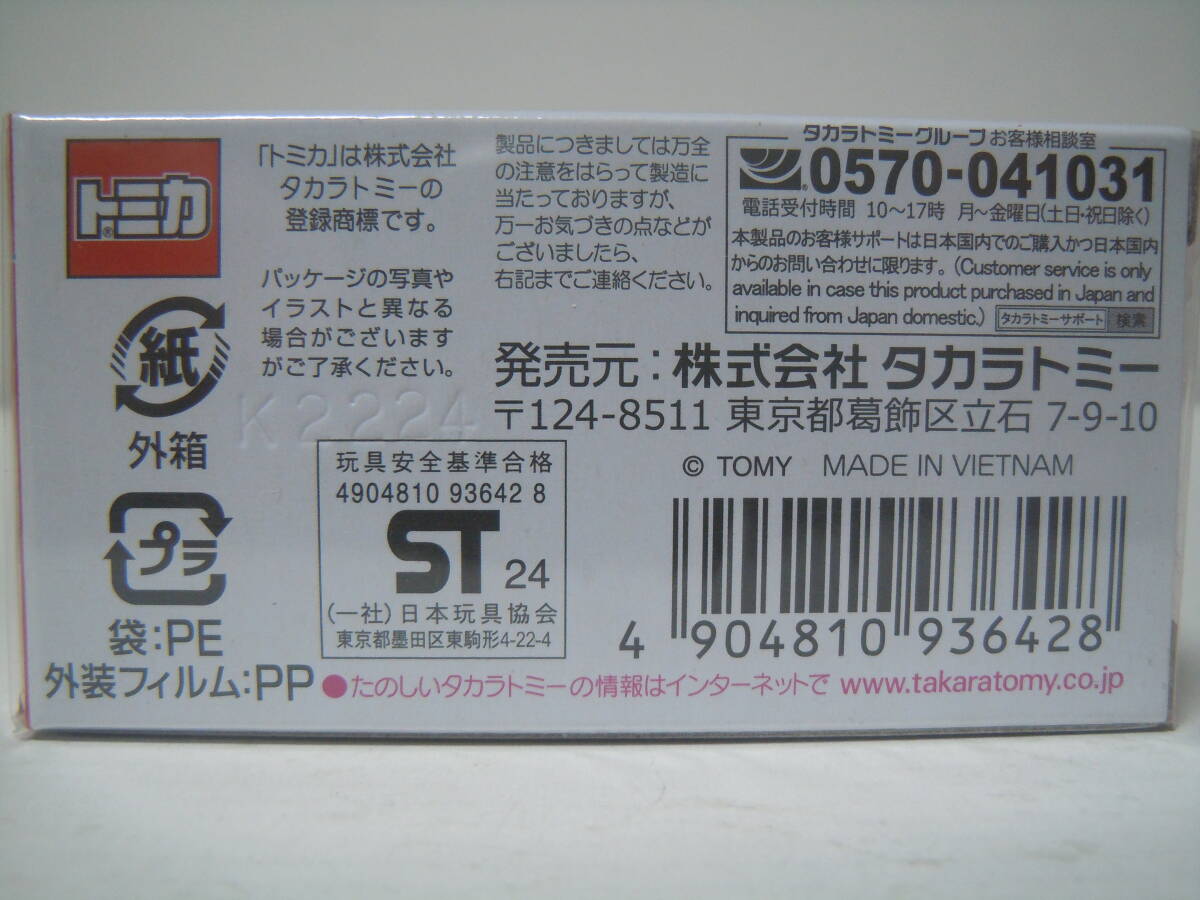 トミカ®
「トミカ」は株式会社
タカラトミーの
登録商標です。
パッケージの写真や
イラストと異なる
場合がございます
がご了承ください。
K2224
製品につきましては万全
の注意をはらって製造に
当たっておりますが、
万一お気づきの点などが
ございましたら、
右記までご連絡ください。
タカラトミーグループ お客様相談室
0570-041031
電話受付時間 10〜17時 月〜金曜日(土日・祝日除く)
本製品のお客様サポートは日本国内でのご購入かつ日本国内
からのお問い合わせに限ります。(Customer service is only
available in case this product purchased in Japan and
inquired from Japan domestic.) タカラトミーサポート 検索
発売元:株式会社 タカラトミー
〒124-8511 東京都葛飾区立石 7-9-10
© TOMY MADE IN VIETNAM
紙
外箱
プラ
袋:PE
外装フィルム:PP
玩具安全基準合格
4904810 93642 8
ST 24
(一社)日本玩具協会
東京都墨田区東駒形4-22-4
4 904810 936428
●たのしいタカラトミーの情報はインターネットで www.takaratomy.co.jp